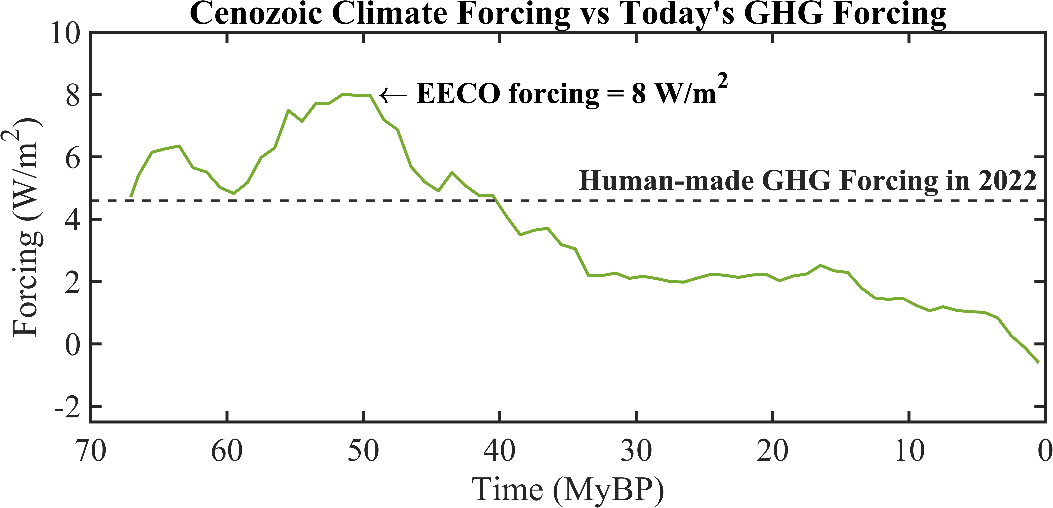 Cenozoic Climate Forcing vs Today's GHG Forcing
10
8
6
4
2
0
-2
Forcing (W/m²)
← EECO forcing = 8 W/m²
Human-made GHG Forcing in 2022
70 60 50 40 30 20 10 0
Time (MyBP)